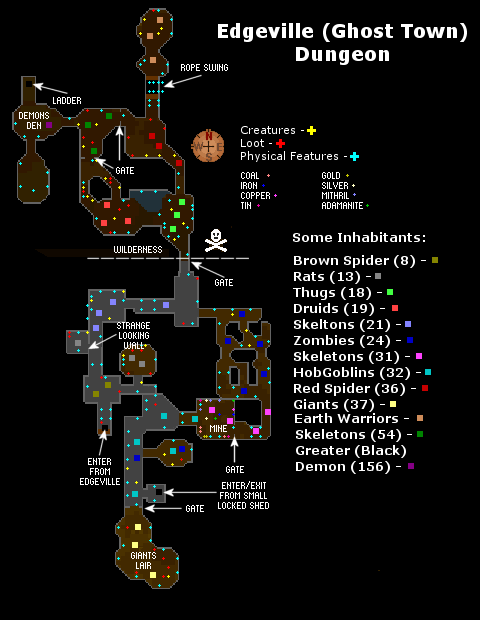 Edgeville (Ghost Town)
Dungeon
ROPE SWING
LADDER
DEMONS
DEN
GATE
N
W E
S
Creatures -
Loot -
Physical Features -
COAL
IRON
COPPER
TIN
GOLD
SILVER
MITHRIL
ADAMANITE
WILDERNESS
GATE
Some Inhabitants:
Brown Spider (8) -
Rats (13) -
Thugs (18) -
Druids (19) -
Skeltons (21) -
Zombies (24) -
Skeletons (31) -
HobGoblins (32) -
Red Spider (36) -
Giants (37) -
Earth Warriors -
Skeletons (54) -
Greater (Black)
Demon (156) -
STRANGE
LOOKING
WALL
MINE
GATE
ENTER
FROM
EDGEVILLE
ENTER/EXIT
FROM SMALL
LOCKED SHED
GATE
GIANTS
LAIR